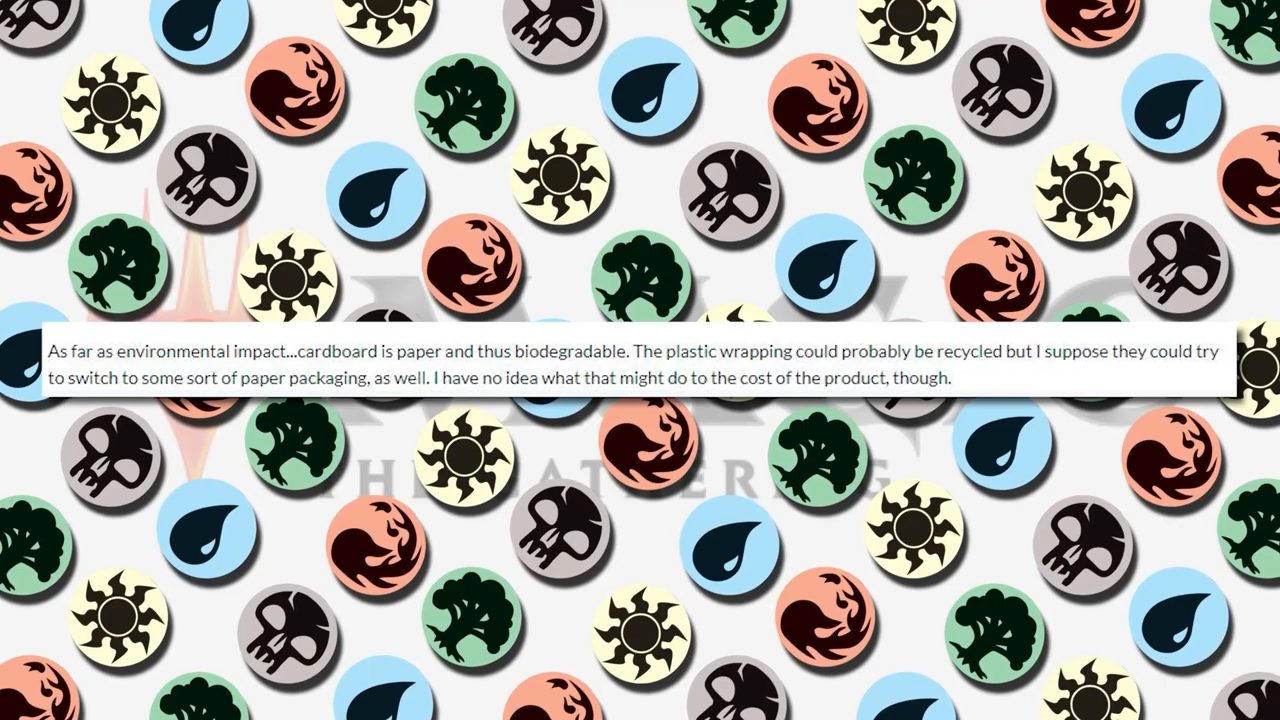 As far as environmental impact...cardboard is paper and thus biodegradable. The plastic wrapping could probably be recycled but I suppose they could try
to switch to some sort of paper packaging, as well. I have no idea what that might do to the cost of the product, though.
THE GATHERING